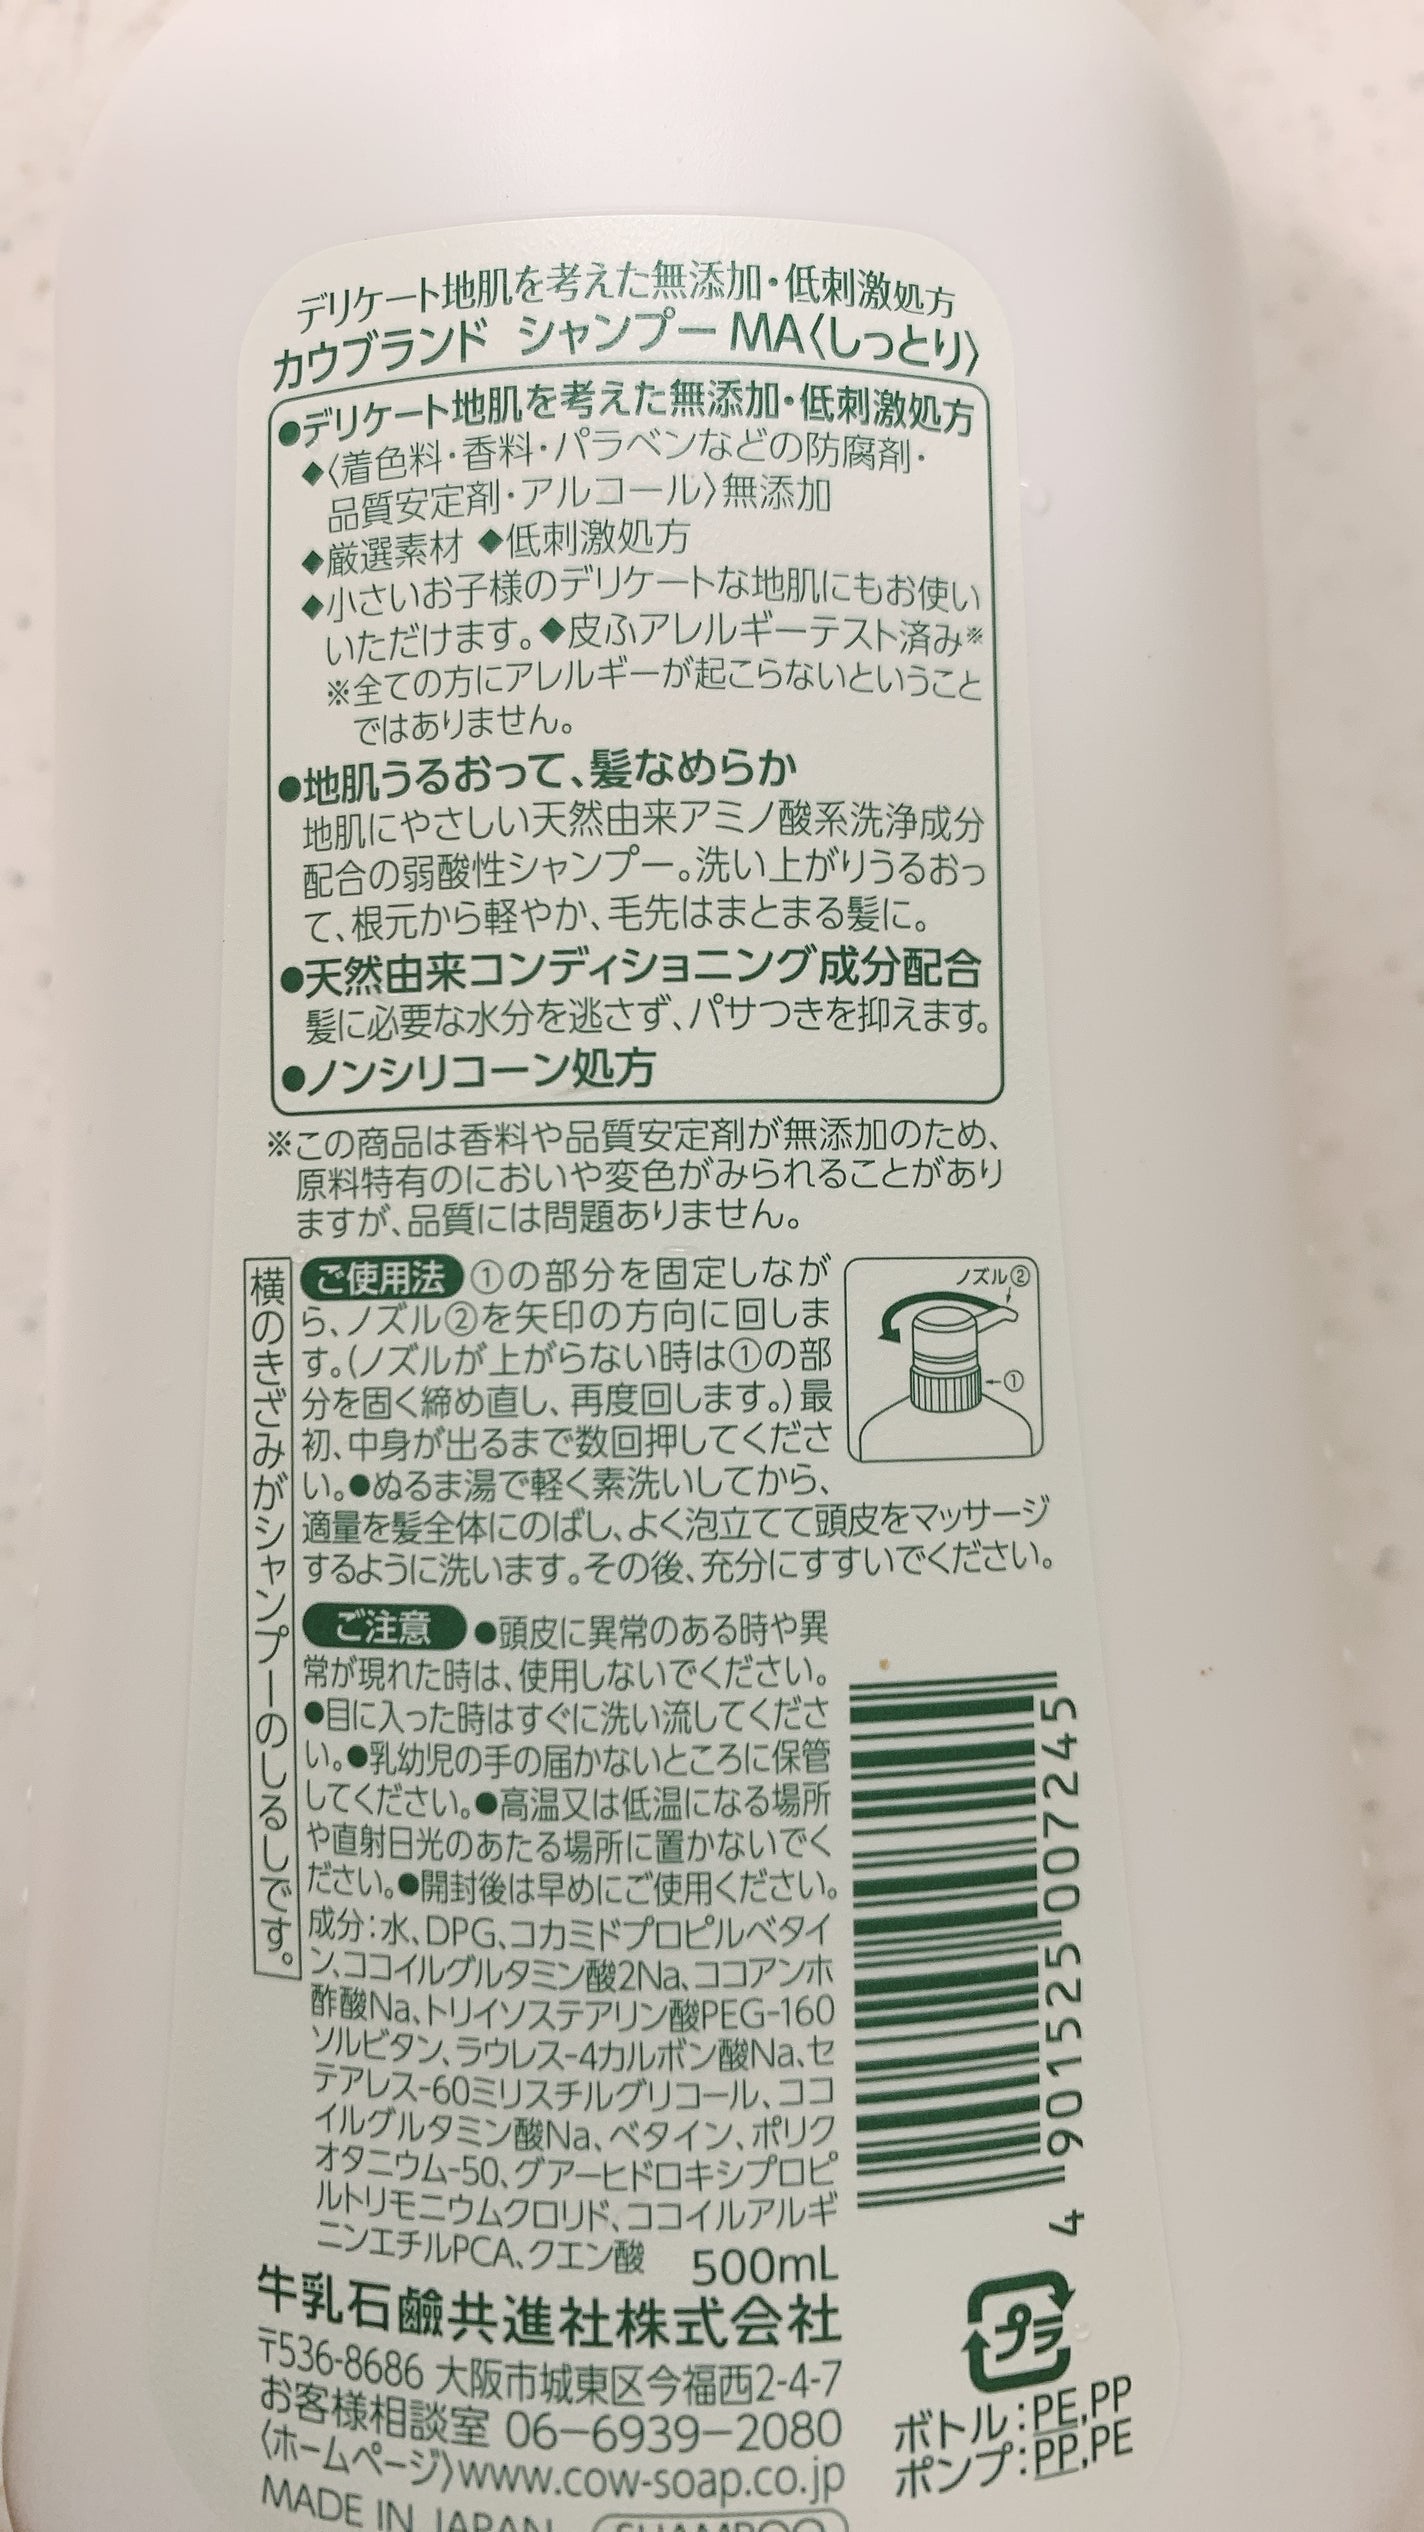 デリケート地肌を考えた無添加・低刺激処方
カウブランド シャンプー MA〈しっとり〉
●デリケート地肌を考えた無添加・低刺激処方
◆〈着色料・香料・パラベンなどの防腐剤・
品質安定剤・アルコール〉無添加
◆厳選素材 ◆低刺激処方
◆小さいお子様のデリケートな地肌にもお使い
いただけます。◆皮ふアレルギーテスト済み※
※全ての方にアレルギーが起こらないということ
ではありません。
●地肌うるおって、髪なめらか
地肌にやさしい天然由来アミノ酸系洗浄成分
配合の弱酸性シャンプー。洗い上がりうるおっ
て、根元から軽やか、毛先はまとまる髪に。
●天然由来コンディショニング成分配合
髪に必要な水分を逃さず、パサつきを抑えます。
●ノンシリコーン処方
※この商品は香料や品質安定剤が無添加のため、
原料特有のにおいや変色がみられることがあり
ますが、品質には問題ありません。
横のきざみがシャンプーのしるしです。
ご使用法 ①の部分を固定しなが
ら、ノズル②を矢印の方向に回しま
す。(ノズルが上がらない時は①の部
分を固く締め直し、再度回します。)最
初、中身が出るまで数回押してくださ
い。●ぬるま湯で軽く素洗いしてから、
適量を髪全体にのばし、よく泡立てて頭皮をマッサージ
するように洗います。その後、充分にすすいでください。
ノズル②
①
ご注意 ●頭皮に異常のある時や異
常が現れた時は、使用しないでください。
●目に入った時はすぐに洗い流してくださ
い。●乳幼児の手の届かないところに保管
してください。●高温又は低温になる場所
や直射日光のあたる場所に置かないでく
ださい。●開封後は早めにご使用ください。
成分:水、DPG、コカミドプロピルベタイ
ン、ココイルグルタミン酸2Na、ココアンホ
酢酸Na、トリイソステアリン酸PEG-160
ソルビタン、ラウレス-4カルボン酸Na、セ
テアレス-60ミリスチルグリコール、ココ
イルグルタミン酸Na、ベタイン、ポリク
オタニウム-50、グアーヒドロキシプロピ
ルトリモニウムクロリド、ココイルアルギ
ニンエチルPCA、クエン酸 500mL
4 901525 007245
牛乳石鹼共進社株式会社
〒536-8686 大阪市城東区今福西2-4-7
お客様相談室 06-6939-2080
〈ホームページ〉www.cow-soap.co.jp
MADE IN JAPAN SHAMPOO
プラ
ボトル:PE,PP
ポンプ:PP,PE